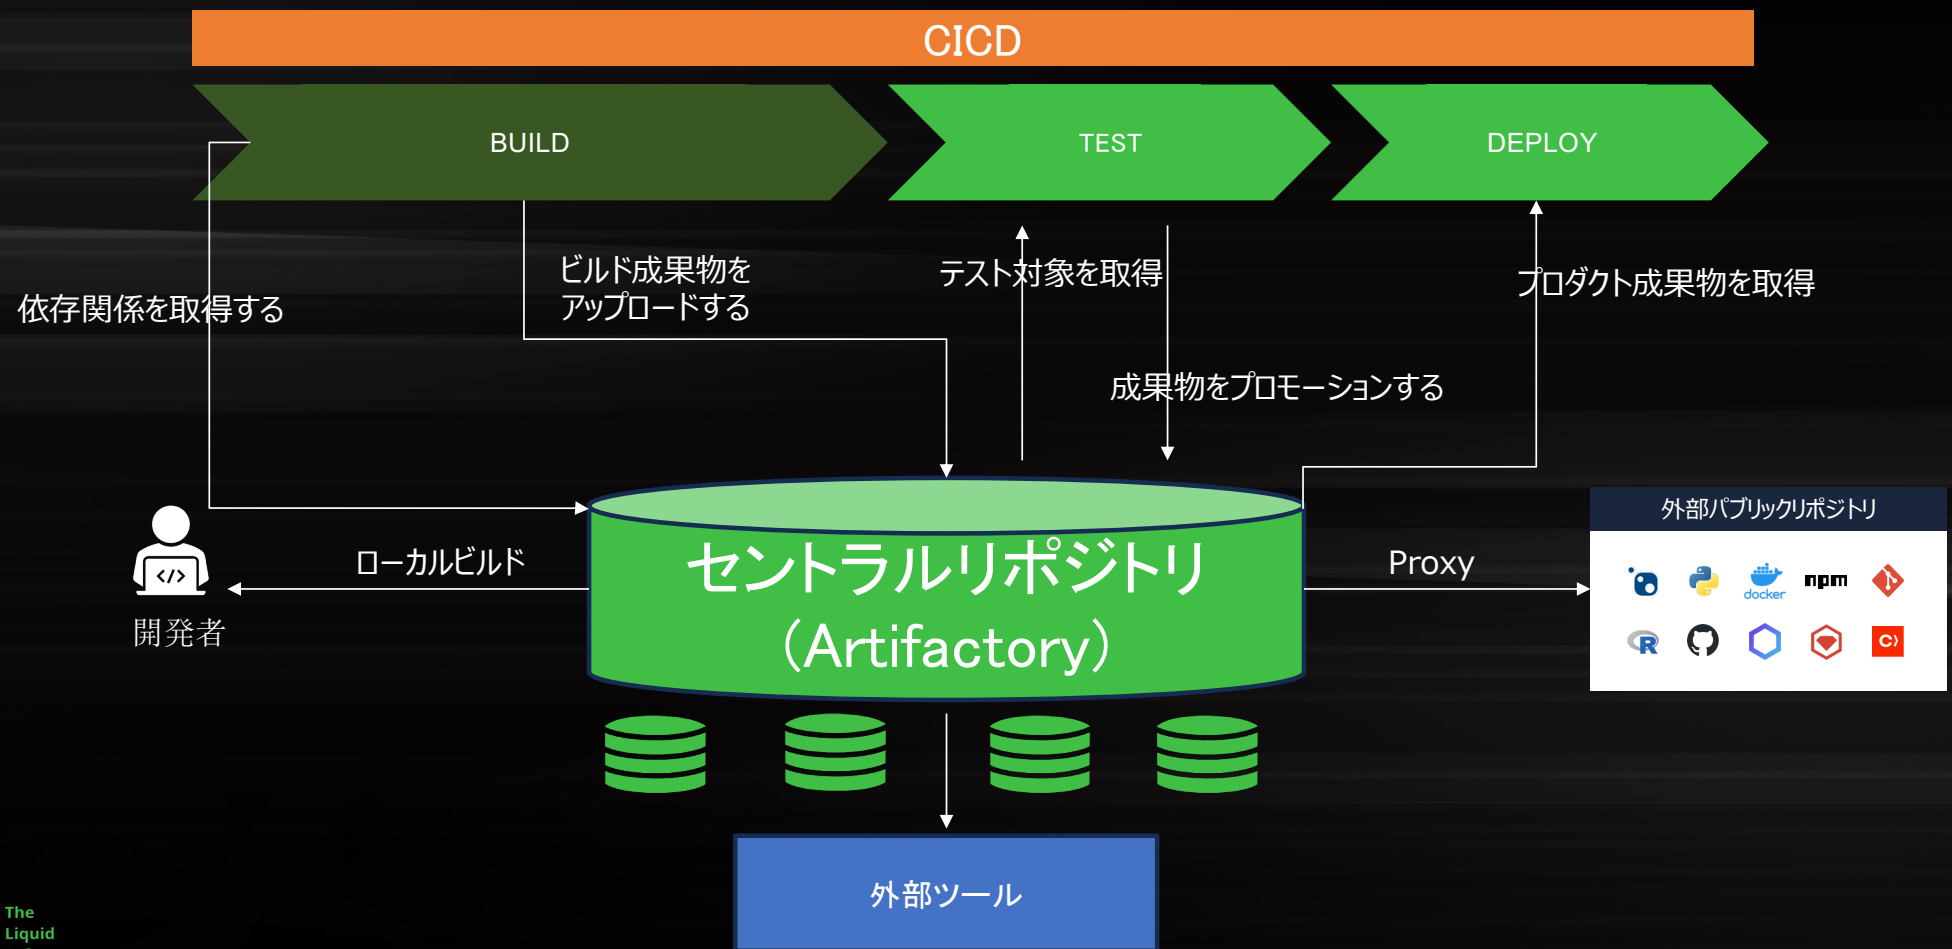 CICD
BUILD
TEST
DEPLOY
ビルド成果物を
アップロードする
テスト対象を取得
プロダクト成果物を取得
依存関係を取得する
成果物をプロモーションする
外部パブリックリポジトリ
ローカルビルド
セントラルリポジトリ
（Artifactory）
Proxy
</>
docker
npm
R
C
開発者
外部ツール
The
Liquid